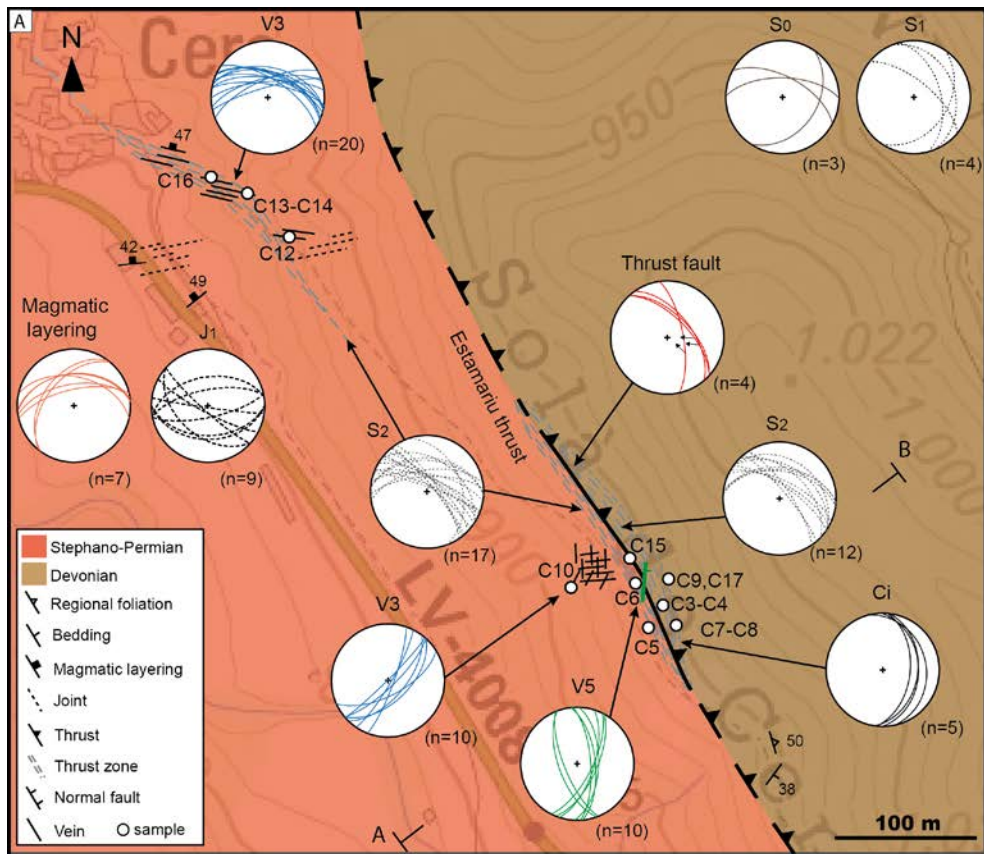 A
N
Cerc
V3
(n=20)
S0
(n=3)
S1
(n=4)
950
47
C16
C13-C14
C12
42
49
Thrust fault
(n=4)
1.022
Magmatic
layering
(n=7)
J1
(n=9)
Estamariu thrust
S2
(n=17)
S2
(n=12)
B
1000
900
C15
C10
C6
C9,C17
C3-C4
C7-C8
C5
Ci
(n=5)
V3
(n=10)
LV-4008
V5
(n=10)
50
38
A
100 m
Stephano-Permian
Devonian
Regional foliation
Bedding
Magmatic layering
Joint
Thrust
Thrust zone
Normal fault
Vein
sample